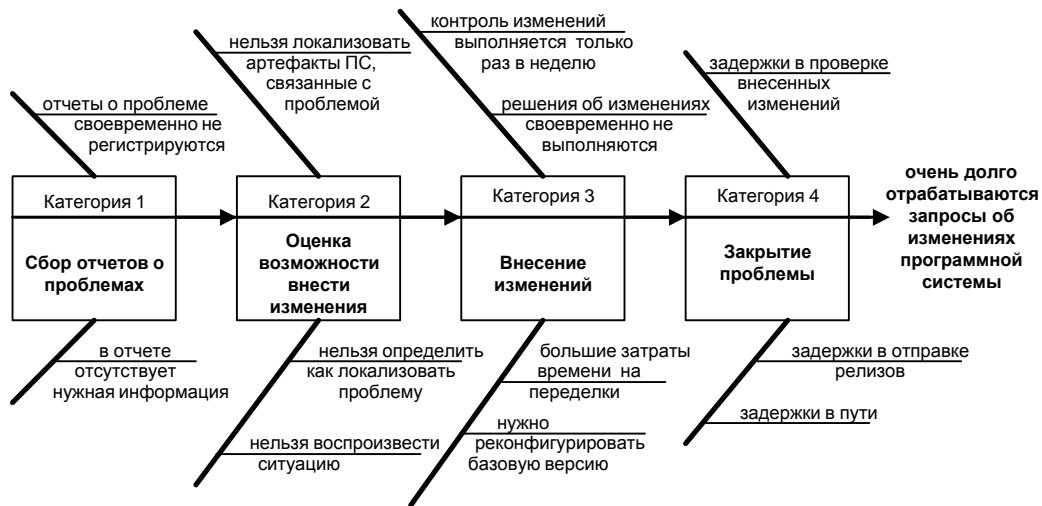 контроль изменений
выполняется только
раз в неделю
нельзя локализовать
артефакты ПС,
связанные с
проблемой
задержки в проверке
внесенных
изменений
отчеты о проблеме
своевременно не
регистрируются
решения об изменениях
своевременно не
выполняются
Категория 1
Сбор отчетов о
проблемах
Категория 2
Оценка
возможности
внести
изменения
Категория 3
Внесение
изменений
Категория 4
Закрытие
проблемы
очень долго
отрабатываются
запросы об
изменениях
программной
системы
в отчете
отсутствует
нужная информация
нельзя определить
как локализовать
проблему
нельзя воспроизвести
ситуацию
большие затраты
времени на
переделки
нужно
реконфигурировать
базовую версию
задержки в отправке
релизов
задержки в пути